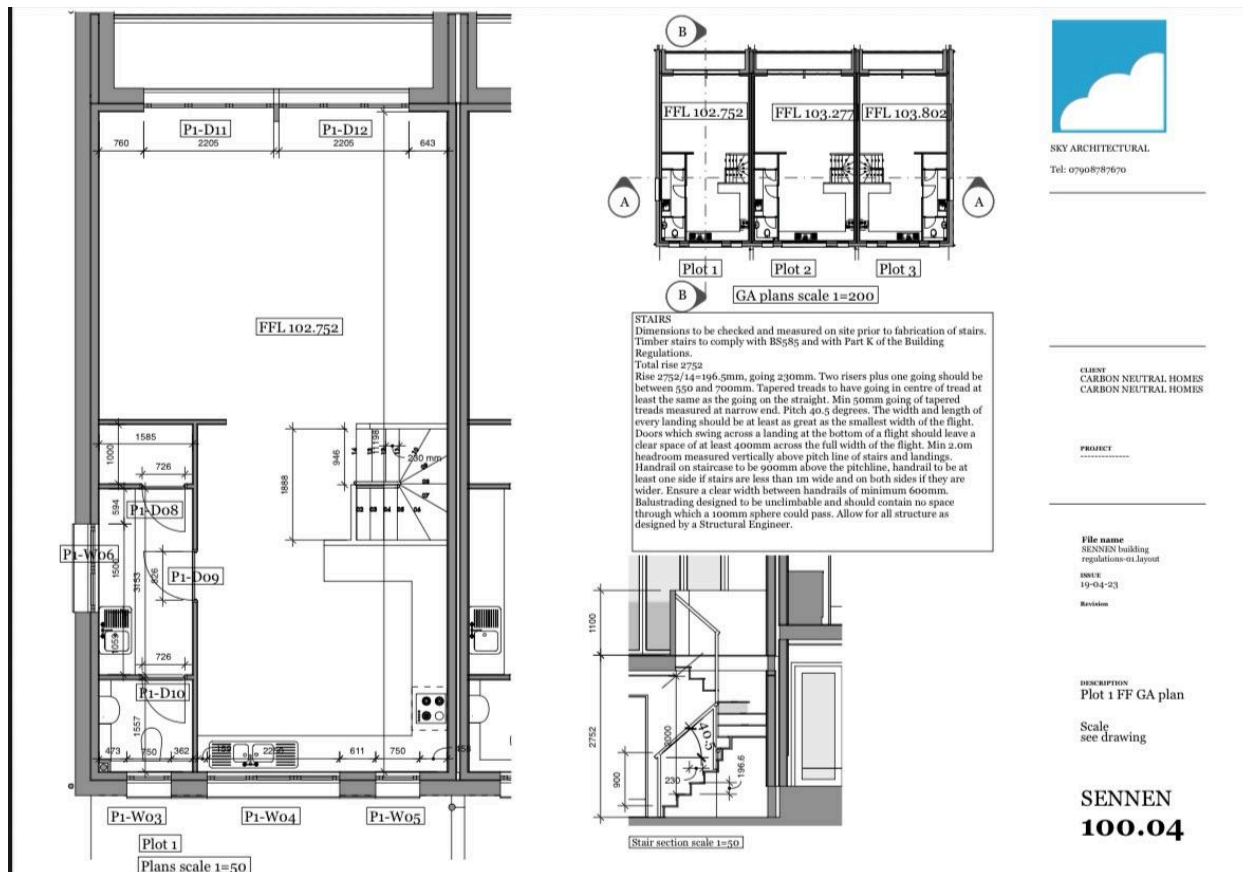 P1-D11
P1-D12
760
2205
2205
643
FFL 102.752
1585
1000
726
594
P1-D08
P1-W06
1500
3153
826
P1-D09
1059
726
P1-D10
1557
473
750
362
611
750
1888
946
11198
230 mm
14
02
03
04
05
06
07
08
P1-W03
P1-W04
P1-W05
Plot 1
Plans scale 1=50
B
FFL 102.752
FFL 103.277
FFL 103.802
A
A
Plot 1
Plot 2
Plot 3
B
GA plans scale 1=200
STAIRS
Dimensions to be checked and measured on site prior to fabrication of stairs.
Timber stairs to comply with BS585 and with Part K of the Building
Regulations.
Total rise 2752
Rise 2752/14=196.5mm, going 230mm. Two risers plus one going should be
between 550 and 700mm. Tapered treads to have going in centre of tread at
least the same as the going on the straight. Min 50mm going of tapered
treads measured at narrow end. Pitch 40.5 degrees. The width and length of
every landing should be at least as great as the smallest width of the flight.
Doors which swing across a landing at the bottom of a flight should leave a
clear space of at least 400mm across the full width of the flight. Min 2.0m
headroom measured vertically above pitch line of stairs and landings.
Handrail on staircase to be 900mm above the pitchline, handrail to be at
least one side if stairs are less than 1m wide and on both sides if they are
wider. Ensure a clear width between handrails of minimum 600mm.
Balustrading designed to be unclimbable and should contain no space
through which a 100mm sphere could pass. Allow for all structure as
designed by a Structural Engineer.
1100
2752
900
2000
40.5
230
196.6
Stair section scale 1=50
SKY ARCHITECTURAL
Tel: 07908787670
CLIENT
CARBON NEUTRAL HOMES
CARBON NEUTRAL HOMES
PROJECT
--------------
File name
SENNEN building
regulations-01.layout
ISSUE
19-04-23
Revision
DESCRIPTION
Plot 1 FF GA plan
Scale
see drawing
SENNEN
100.04